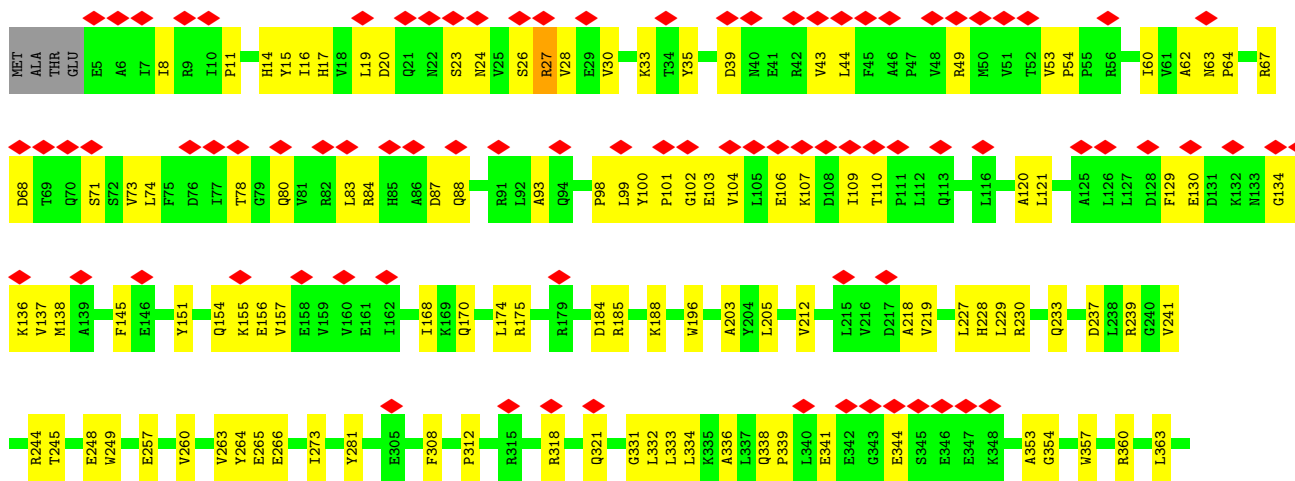 MET ALA THR GLU E5 A6 I7 I8 R9 I10 P11 H14 Y15 I16 H17 V18 L19 D20 Q21 N22 S23 N24 V25 S26 R27 V28 E29 V30 K33 T34 Y35 D39 N40 E41 R42 V43 L44 F45 A46 P47 V48 R49 M50 V51 T52 V53 P54 P55 R56 I60 V61 A62 N63 P64 R67
D68 T69 Q70 S71 S72 V73 L74 F75 D76 I77 T78 G79 Q80 V81 R82 L83 R84 H85 A86 D87 Q88 R91 L92 A93 Q94 P98 L99 Y100 P101 G102 E103 V104 L105 E106 K107 D108 I109 T110 P111 L112 Q113 L116 A120 L121 A125 L126 L127 D128 F129 E130 D131 K132 N133 G134
K136 V137 M138 A139 F145 E146 Y151 Q154 K155 E156 V157 E158 V159 V160 E161 I162 I168 K169 Q170 L174 R175 R179 D184 R185 K188 W196 A203 Y204 L205 V212 L215 V216 D217 A218 V219 L227 H228 L229 R230 Q233 D237 L238 R239 G240 V241
R244 T245 E248 W249 E257 V260 V263 Y264 E265 E266 I273 Y281 E305 F308 P312 R315 R318 Q321 G331 L332 L333 L334 K335 A336 L337 Q338 P339 L340 E341 E342 G343 E344 S345 E346 E347 K348 A353 G354 W357 R360 L363